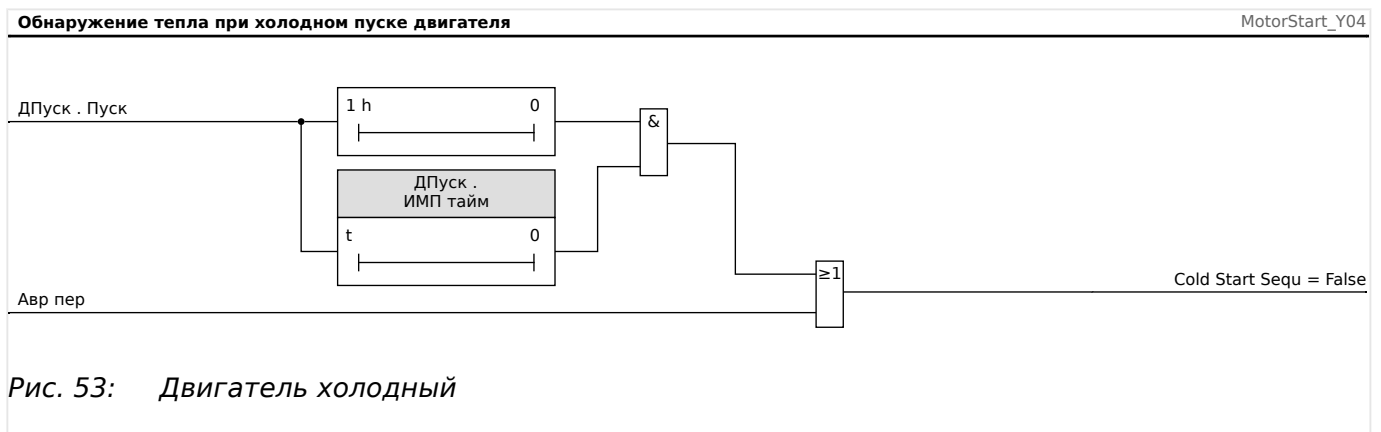 Обнаружение тепла при холодном пуске двигателя MotorStart_Y04
ДПуск . Пуск
1 h 0
&
ДПуск .
ИМП тайм
t 0
≥1
Cold Start Sequ = False
Авр пер
Рис. 53: Двигатель холодный